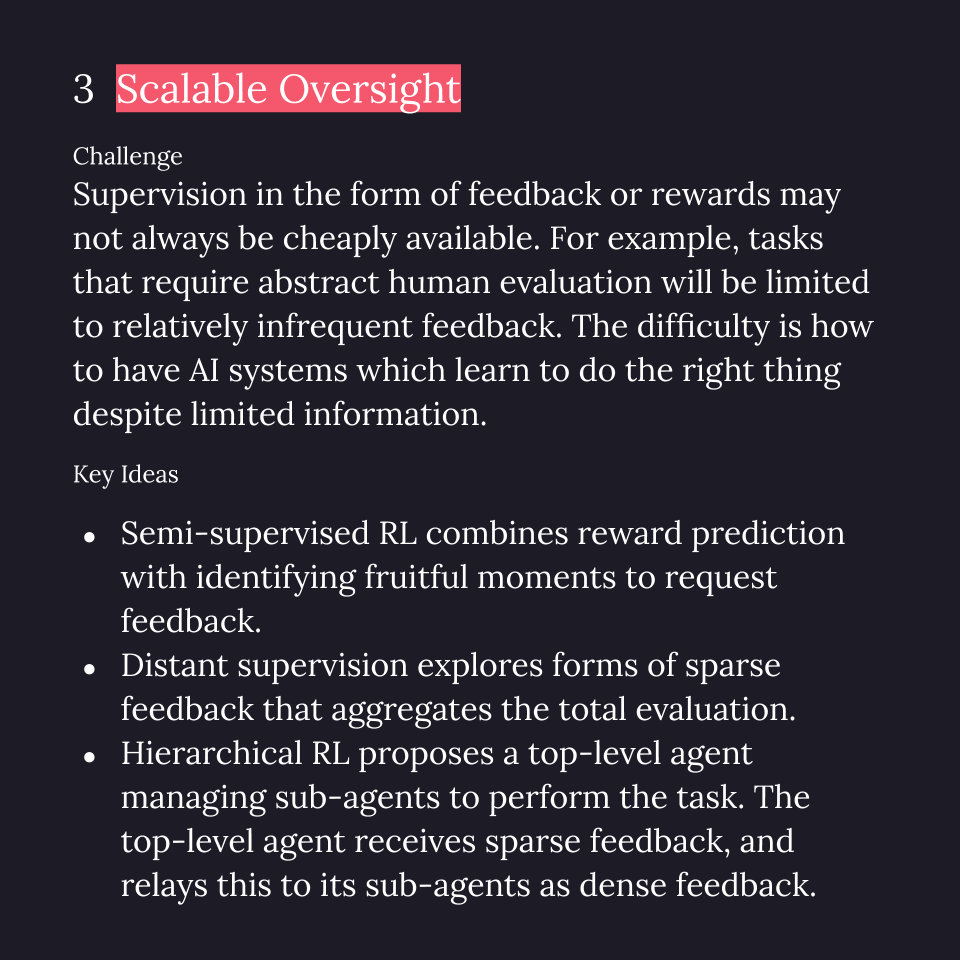 3 Scalable Oversight
Challenge
Supervision in the form of feedback or rewards may
not always be cheaply available. For example, tasks
that require abstract human evaluation will be limited
to relatively infrequent feedback. The difficulty is how
to have AI systems which learn to do the right thing
despite limited information.
Key Ideas
● Semi-supervised RL combines reward prediction
with identifying fruitful moments to request
feedback.
● Distant supervision explores forms of sparse
feedback that aggregates the total evaluation.
● Hierarchical RL proposes a top-level agent
managing sub-agents to perform the task. The
top-level agent receives sparse feedback, and
relays this to its sub-agents as dense feedback.